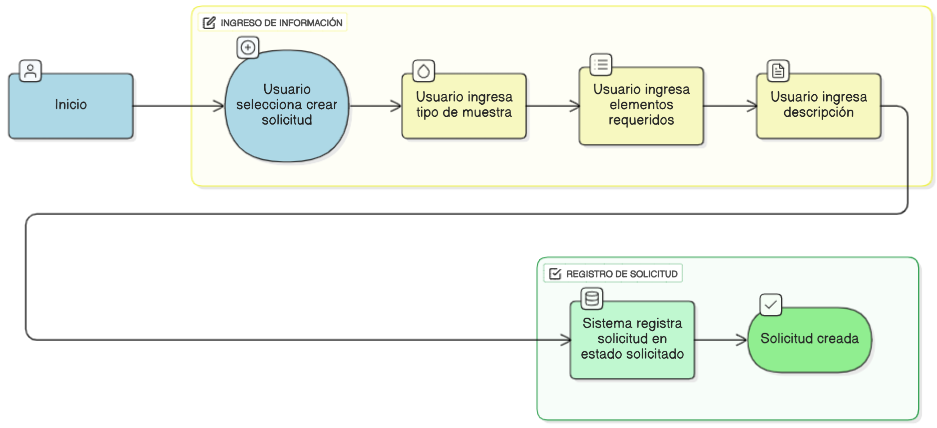 INGRESO DE INFORMACIÓN
Inicio
Usuario
selecciona crear
solicitud
Usuario ingresa
tipo de muestra
Usuario ingresa
elementos
requeridos
Usuario ingresa
descripción
REGISTRO DE SOLICITUD
Sistema registra
solicitud en
estado solicitado
Solicitud creada